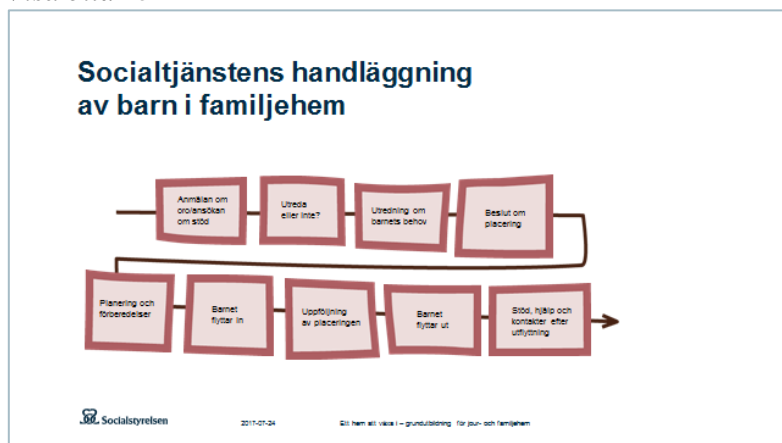 Socialtjänstens handläggning
av barn i familjehem
Anmälan om
oro/ansökan
om stöd
Utreda
eller inte?
Utredning om
barnets behov
Beslut om
placering
Planering och
förberedelser
Barnet
flyttar in
Uppföljning
av placeringen
Barnet
flyttar ut
Stöd, hjälp och
kontakter efter
utflyttning
Socialstyrelsen
2017-07-24
Ett hem att växa i – grundutbildning för jour- och familjehem